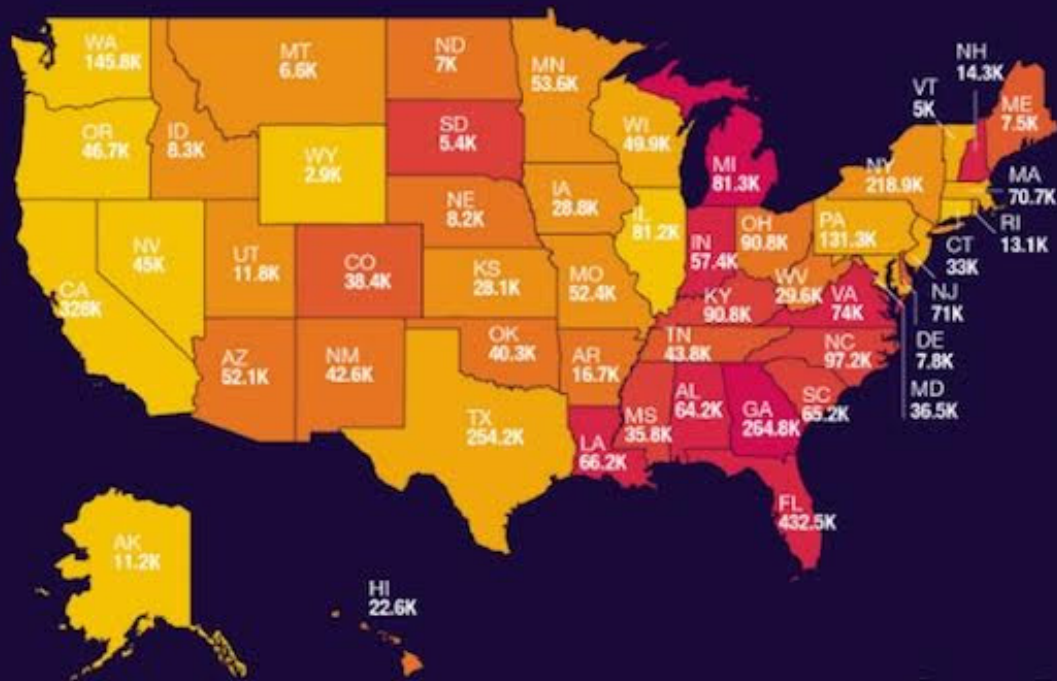 WA
145.8K
MT
6.6K
ND
7K
MN
53.6K
NH
14.3K
VT
5K
ME
7.5K
OR
46.7K
ID
8.3K
WY
2.9K
SD
5.4K
WI
49.9K
MI
81.3K
NY
218.9K
MA
70.7K
NV
45K
UT
11.8K
CO
38.4K
NE
8.2K
IA
28.8K
IL
81.2K
IN
57.4K
OH
90.8K
PA
131.3K
CT
33K
RI
13.1K
CA
328K
KS
28.1K
MO
52.4K
KY
90.8K
WV
29.6K
VA
74K
NJ
71K
AZ
52.1K
NM
42.6K
OK
40.3K
AR
16.7K
TN
43.8K
NC
97.2K
DE
7.8K
MD
36.5K
TX
254.2K
LA
66.2K
MS
35.8K
AL
64.2K
GA
264.8K
SC
65.2K
FL
432.5K
AK
11.2K
HI
22.6K